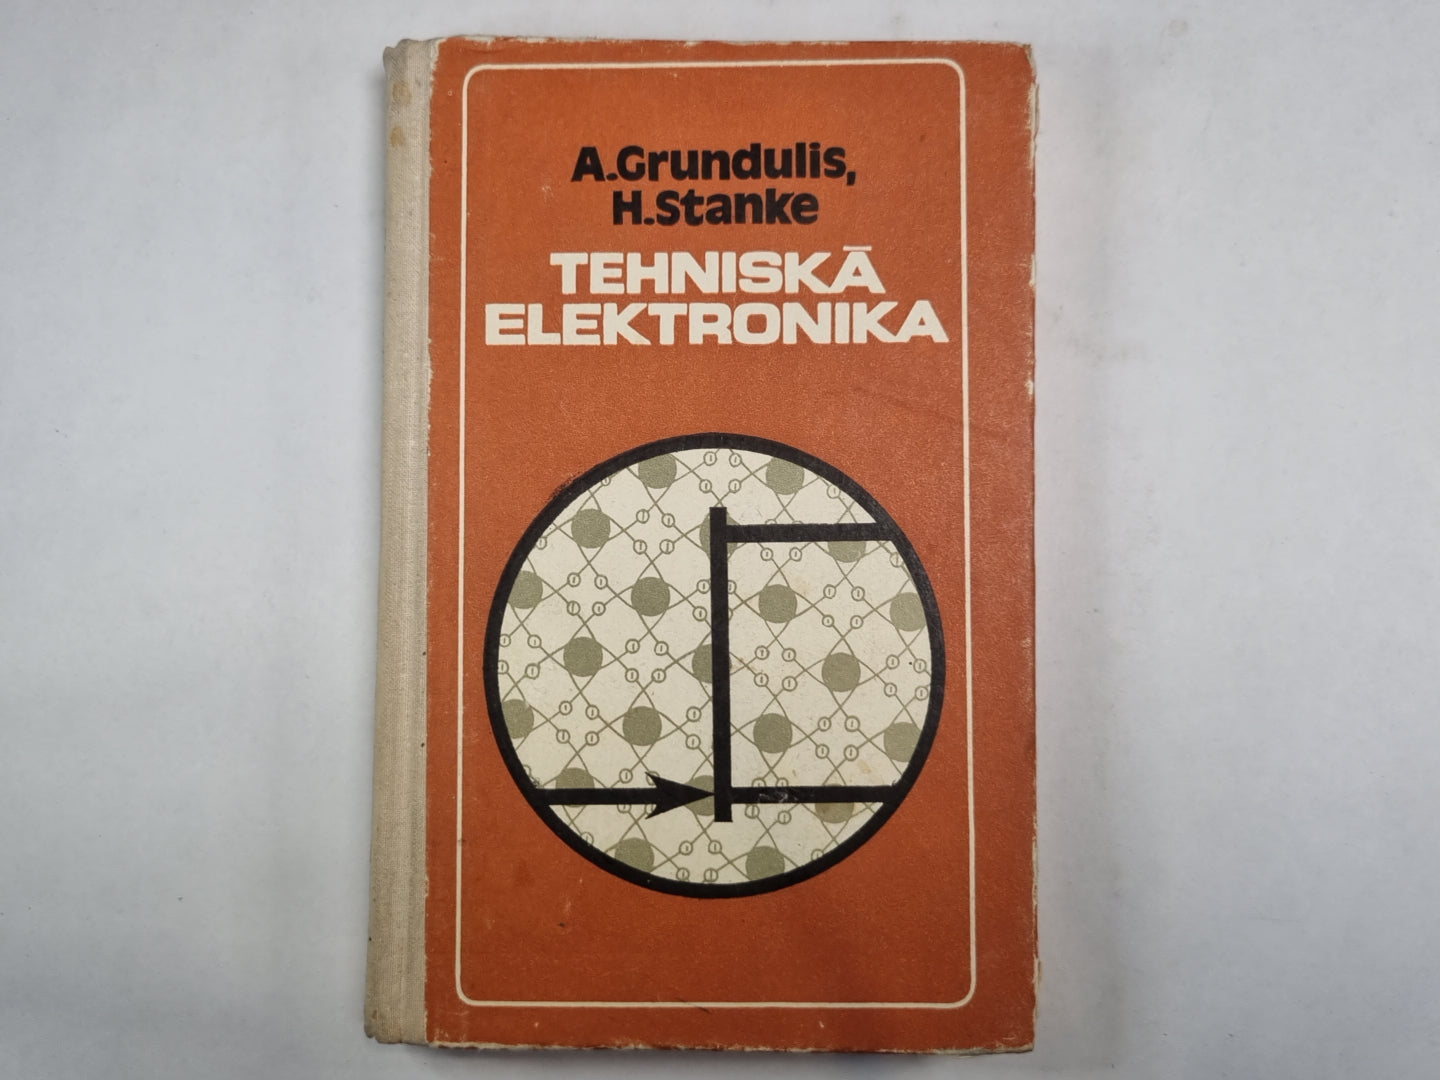 A.Grundulis,
H.Stanke
TEHNISKĀ
ELEKTRONIKA